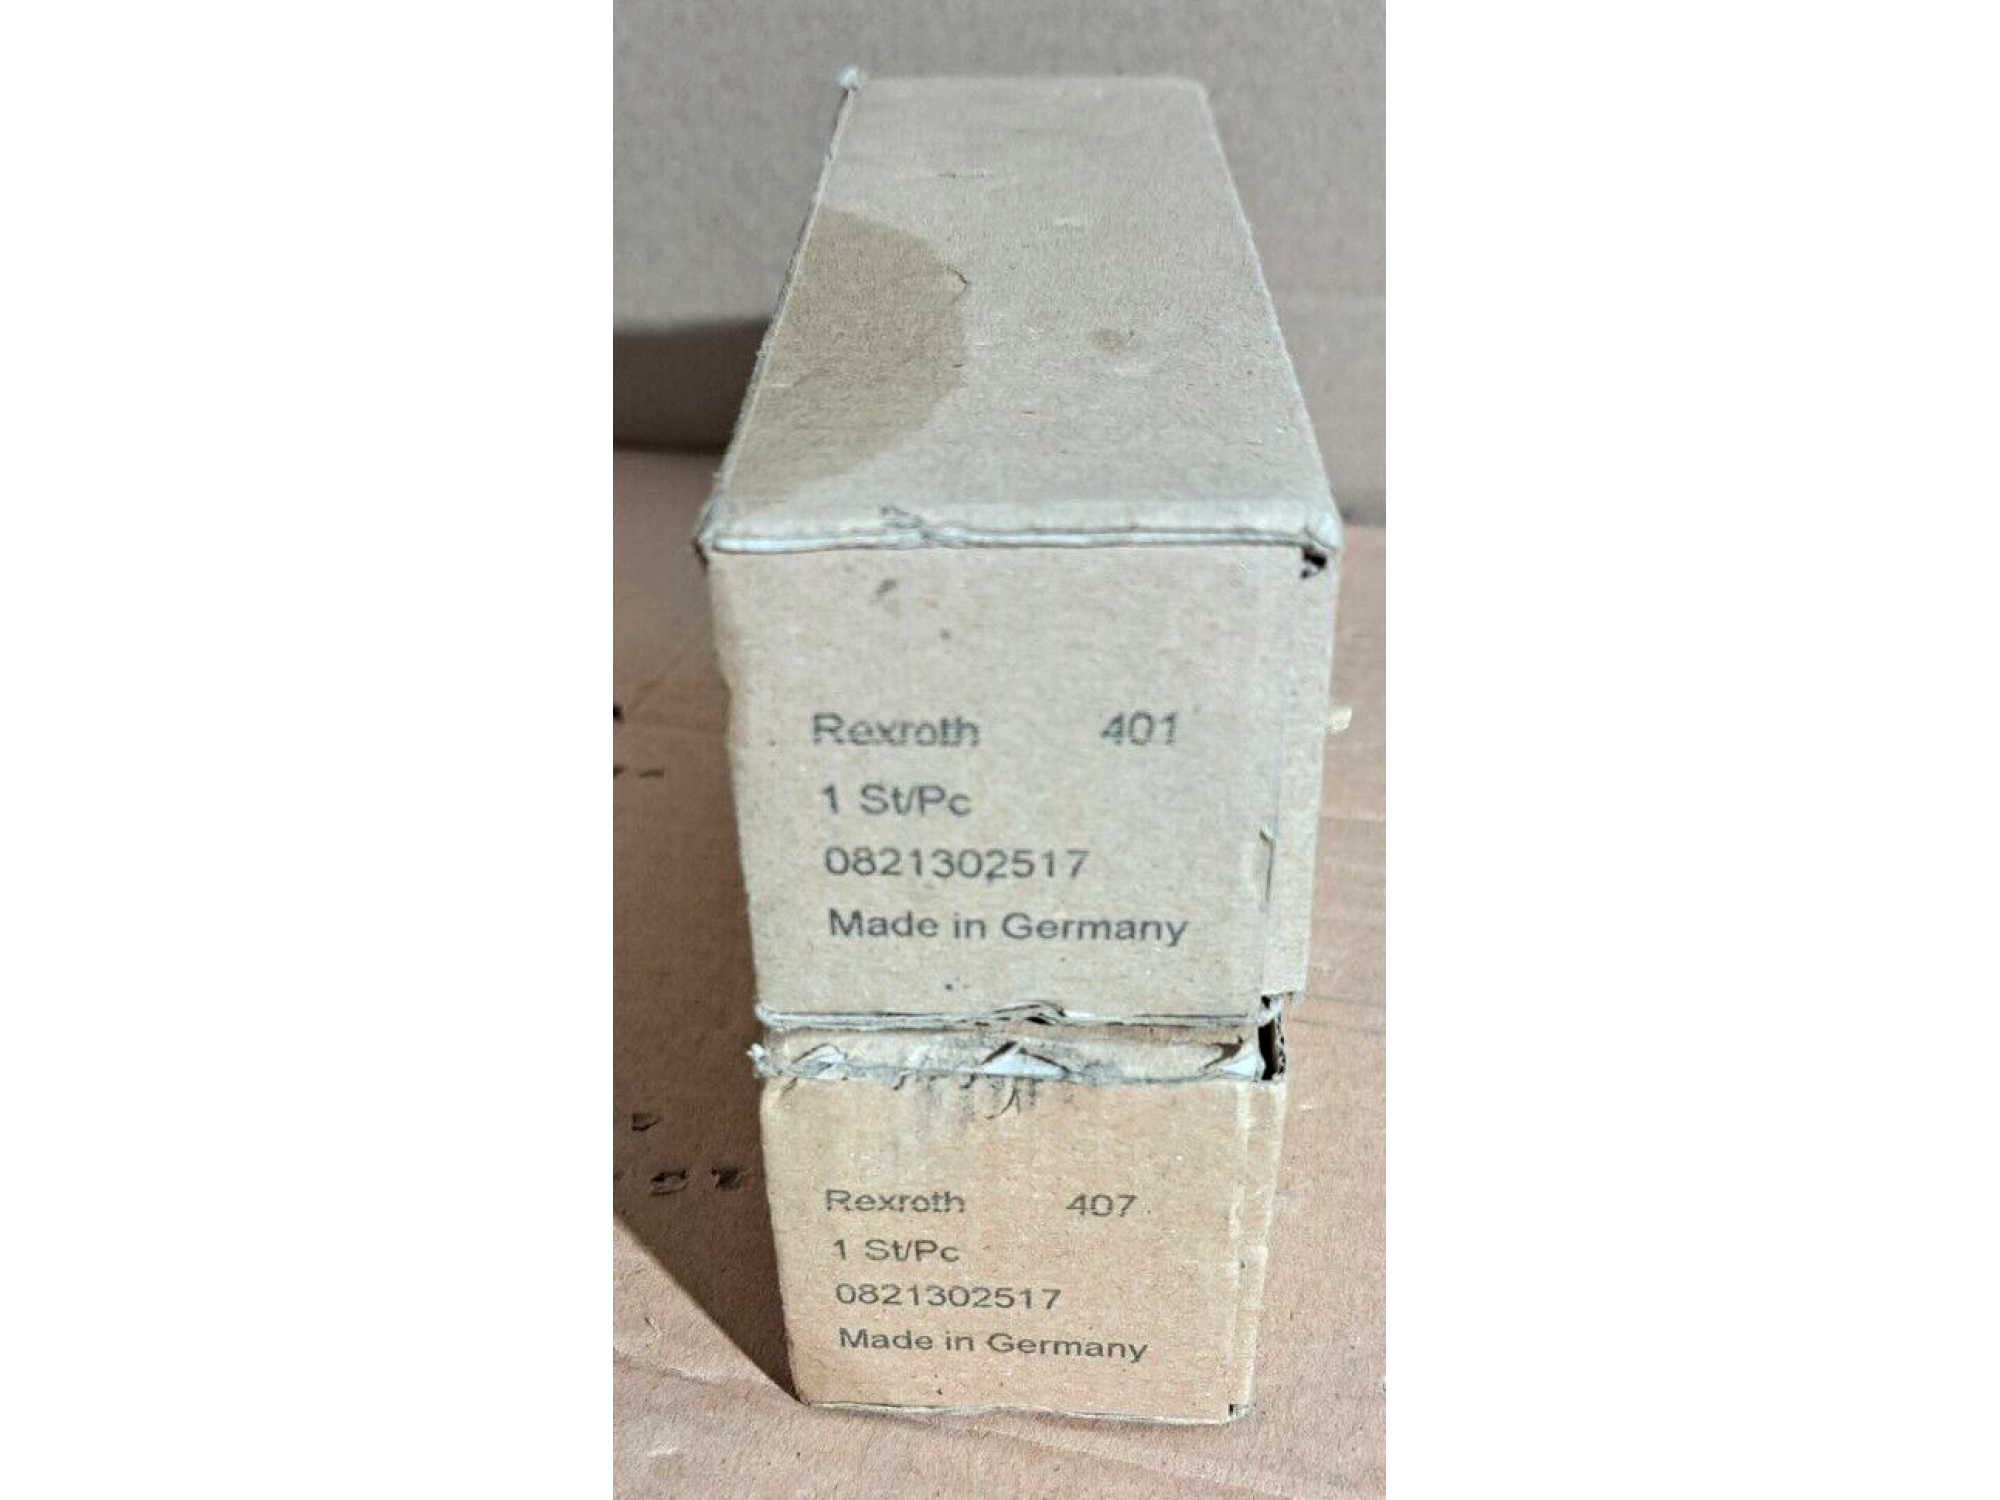 Rexroth 401
1 St/Pc
0821302517
Made in Germany
Rexroth 407
1 St/Pc
0821302517
Made in Germany